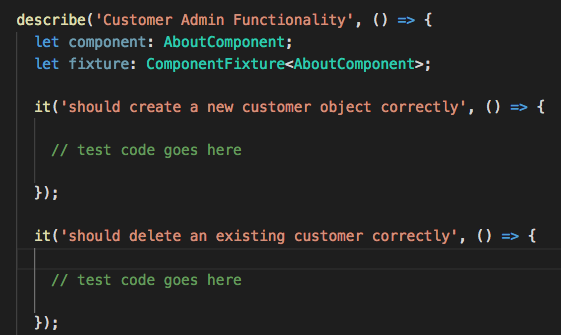 describe('Customer Admin Functionality', () => {
let component: AboutComponent;
let fixture: ComponentFixture<AboutComponent>;
it('should create a new customer object correctly', () => {
// test code goes here
});
it('should delete an existing customer correctly', () => {
// test code goes here
});